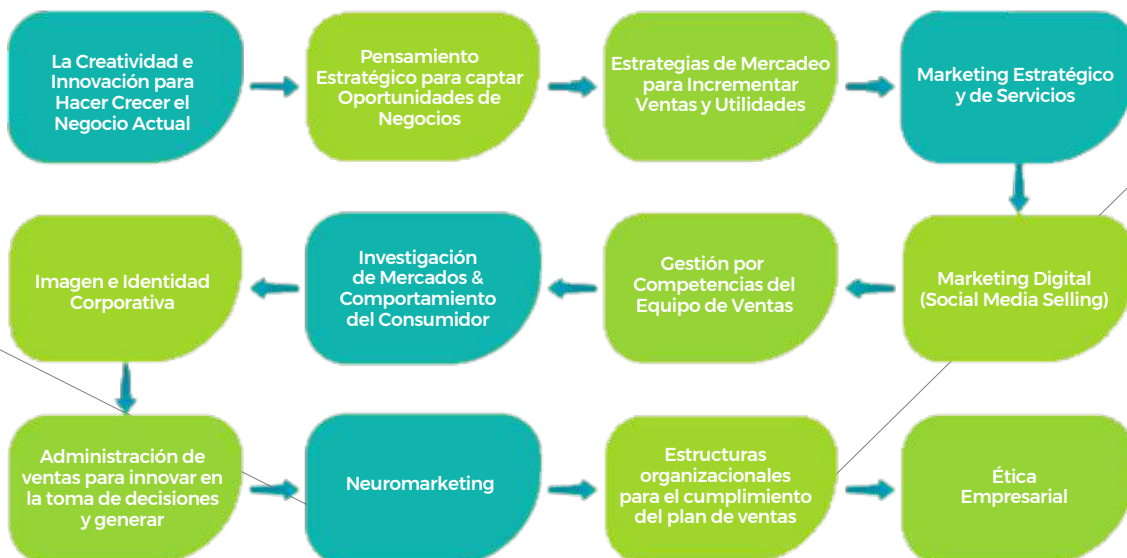 La Creatividad e
Innovación para
Hacer Crecer el
Negocio Actual
Pensamiento
Estratégico para captar
Oportunidades de
Negocios
Estrategias de Mercadeo
para Incrementar
Ventas y Utilidades
Marketing Estratégico
y de Servicios
Marketing Digital
(Social Media Selling)
Gestión por
Competencias del
Equipo de Ventas
Investigación
de Mercados &
Comportamiento
del Consumidor
Imagen e Identidad
Corporativa
Administración de
ventas para innovar en
la toma de decisiones
y generar
Neuromarketing
Estructuras
organizacionales
para el cumplimiento
del plan de ventas
Ética
Empresarial